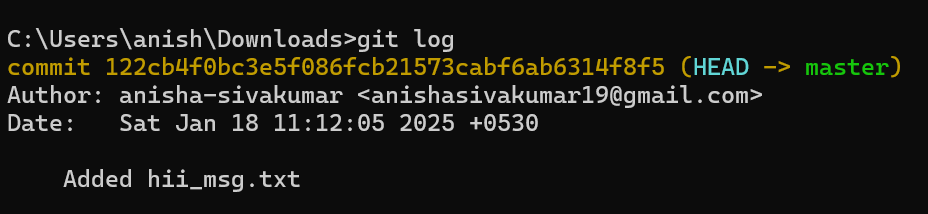 C:\Users\anish\Downloads>git log
commit 122cb4f0bc3e5f086fcb21573cabf6ab6314f8f5 (HEAD -> master)
Author: anisha-sivakumar <anishasivakumar19@gmail.com>
Date:   Sat Jan 18 11:12:05 2025 +0530
    Added hii_msg.txt